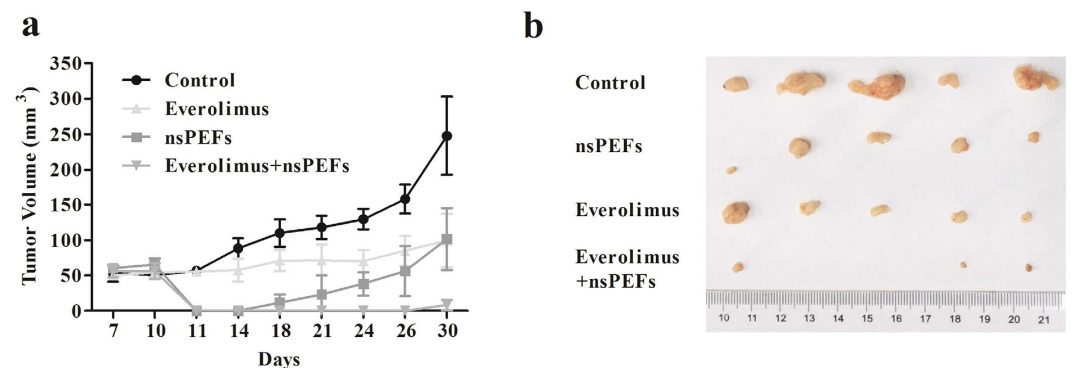 a
b
350
300
250
200
150
100
50
0
Tumor Volume (mm 3)
Control
Everolimus
nsPEFs
Everolimus+nsPEFs
7 10 11 14 18 21 24 26 30
Days
Control
nsPEFs
Everolimus
Everolimus
+nsPEFs
10 11 12 13 14 15 16 17 18 19 20 21